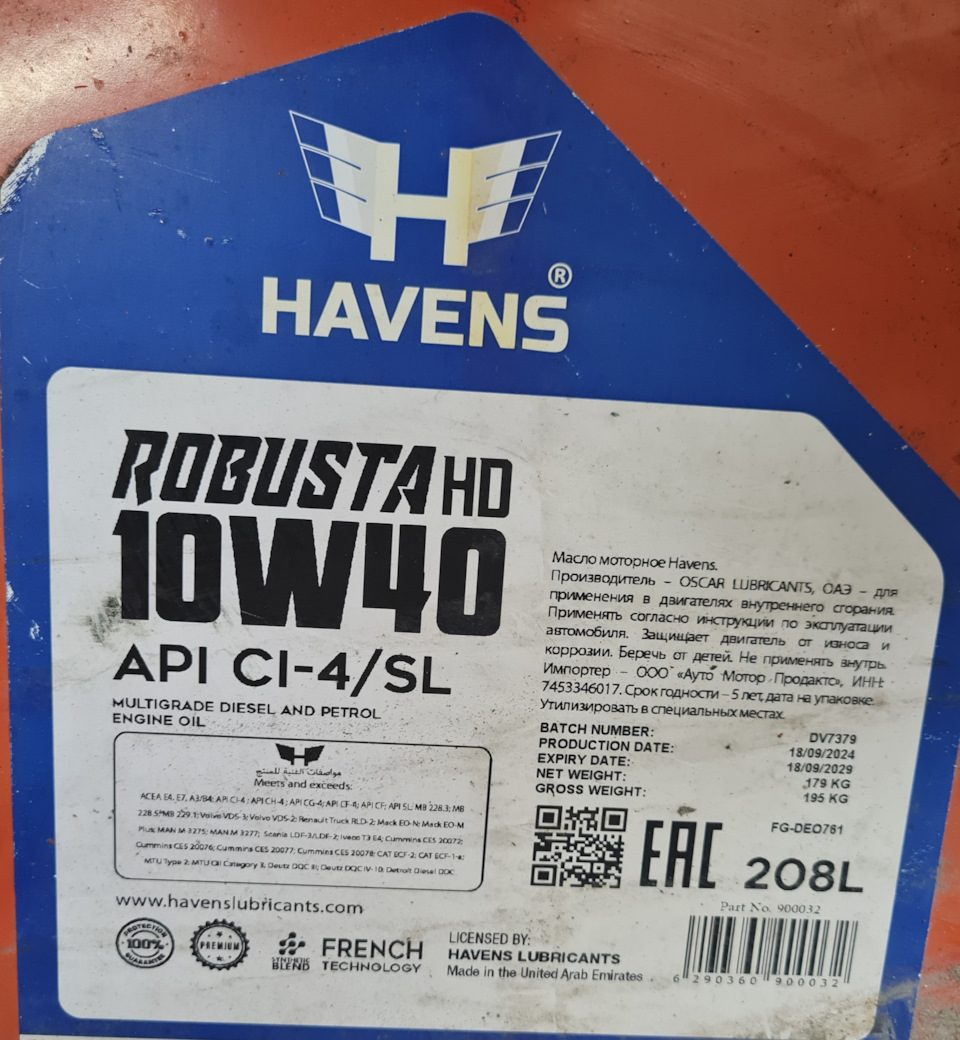 H
HAVENS®
ROBUSTA HD
10W40
API CI-4/SL
MULTIGRADE DIESEL AND PETROL
ENGINE OIL
مواصفات الفنية للمنتج
Meets and exceeds:
ACEA E4, E7, A3/B4; API CI-4; API CH-4; API CG-4; API CF-4; API CF; API SL; MB 228.3; MB
228.5; MB 229.1; Volvo VDS-3; Volvo VDS-2; Renault Truck RLD-2; Mack EO-N; Mack EO-M
Plus; MAN M 3275; MAN M 3277; Scania LDF-3/LDF-2; Iveco T3 E4; Cummins CES 20072;
Cummins CES 20076; Cummins CES 20077; Cummins CES 20078; CAT ECF-2; CAT ECF-1-a;
MTU Type 2; MTU Oil Category 2, Deutz DQC III; Deutz DQC IV-10; Detroit Diesel DDC
www.havenslubricants.com
PROTECTION
100%
GUARANTEE
PREMIUM
SYNTHETIC
BLEND
FRENCH
TECHNOLOGY
Масло моторное Havens.
Производитель – OSCAR LUBRICANTS, ОАЭ – для
применения в двигателях внутреннего сгорания.
Применять согласно инструкции по эксплуатации
автомобиля. Защищает двигатель от износа и
коррозии. Беречь от детей. Не применять внутрь.
Импортер – ООО «Ауто Мотор Продактс», ИНН:
7453346017. Срок годности – 5 лет, дата на упаковке.
Утилизировать в специальных местах.
BATCH NUMBER: DV7379
PRODUCTION DATE: 18/09/2024
EXPIRY DATE: 18/09/2029
NET WEIGHT: 179 KG
GROSS WEIGHT: 195 KG
FG-DEO781
EAC 208L
Part No. 900032
LICENSED BY:
HAVENS LUBRICANTS
Made in the United Arab Emirates
6 290360 900032